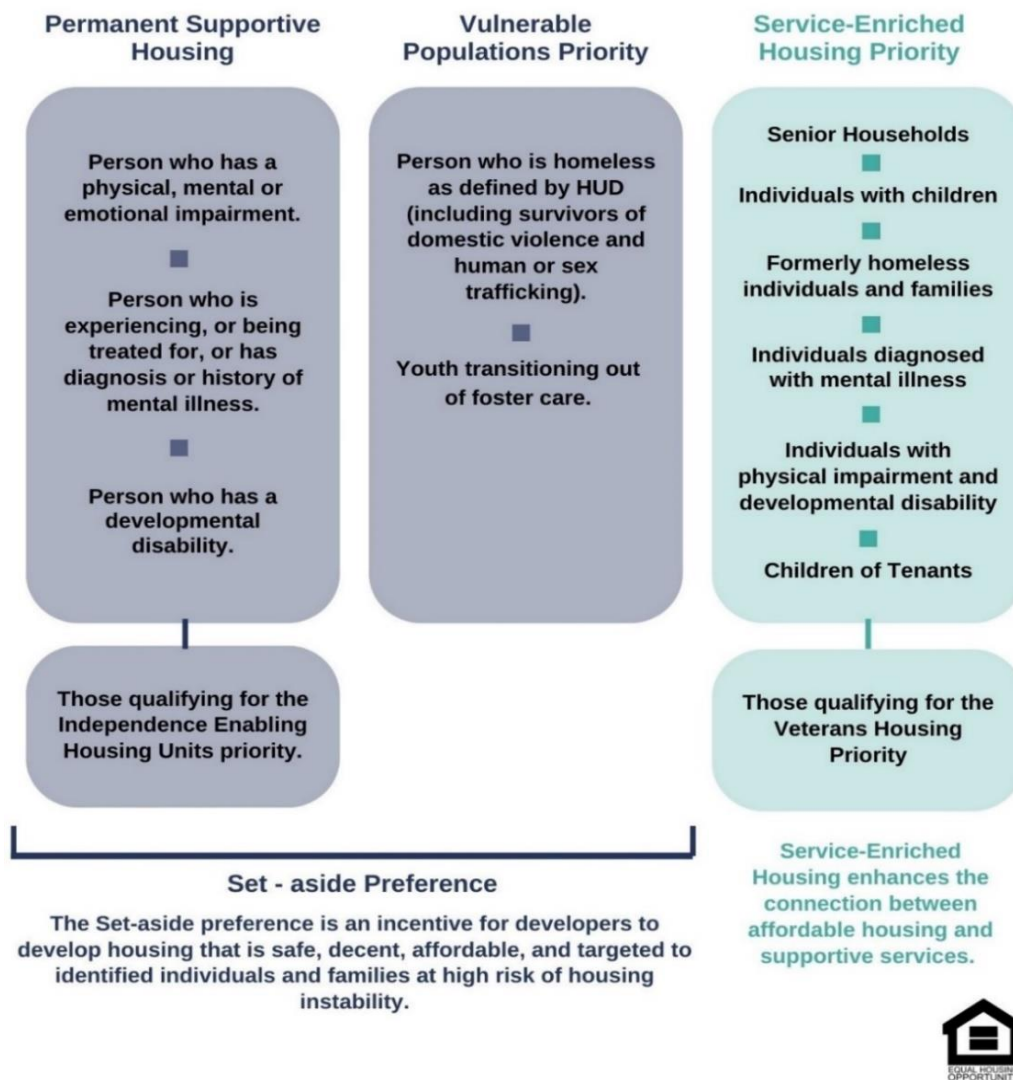 Permanent Supportive
Housing
Person who has a
physical, mental or
emotional impairment.
Person who is
experiencing, or being
treated for, or has
diagnosis or history of
mental illness.
Person who has a
developmental
disability.
Those qualifying for the
Independence Enabling
Housing Units priority.
Vulnerable
Populations Priority
Person who is homeless
as defined by HUD
(including survivors of
domestic violence and
human or sex
trafficking).
Youth transitioning out
of foster care.
Set - aside Preference
The Set-aside preference is an incentive for developers to
develop housing that is safe, decent, affordable, and targeted to
identified individuals and families at high risk of housing
instability.
Service-Enriched
Housing Priority
Senior Households
Individuals with children
Formerly homeless
individuals and families
Individuals diagnosed
with mental illness
Individuals with
physical impairment and
developmental disability
Children of Tenants
Those qualifying for the
Veterans Housing
Priority
Service-Enriched
Housing enhances the
connection between
affordable housing and
supportive services.
EQUAL HOUSIN
OPPORTUNIT